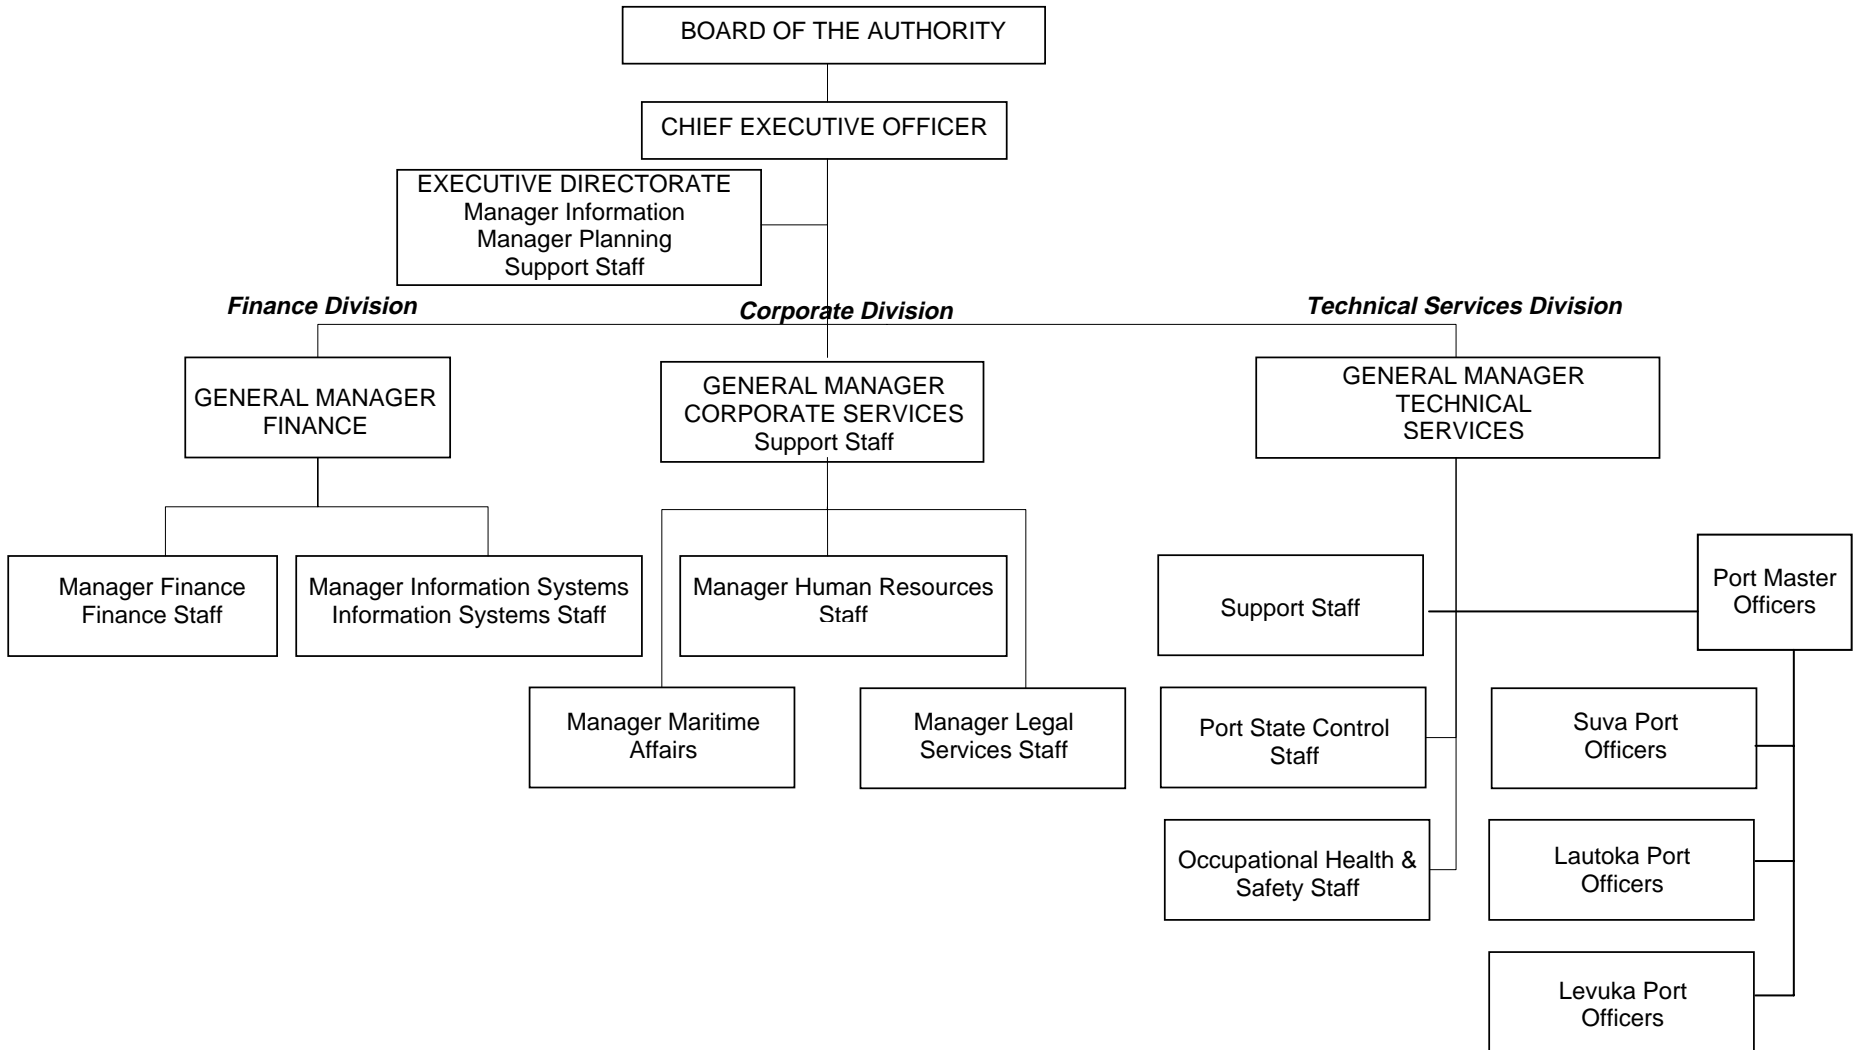 BOARD OF THE AUTHORITY
CHIEF EXECUTIVE OFFICER
EXECUTIVE DIRECTORATE
Manager Information
Manager Planning
Support Staff
Finance Division
Corporate Division
Technical Services Division
GENERAL MANAGER
FINANCE
GENERAL MANAGER
CORPORATE SERVICES
Support Staff
GENERAL MANAGER
TECHNICAL
SERVICES
Manager Finance
Finance Staff
Manager Information Systems
Information Systems Staff
Manager Human Resources
Staff
Support Staff
Port Master
Officers
Manager Maritime
Affairs
Manager Legal
Services Staff
Port State Control
Staff
Suva Port
Officers
Occupational Health &
Safety Staff
Lautoka Port
Officers
Levuka Port
Officers